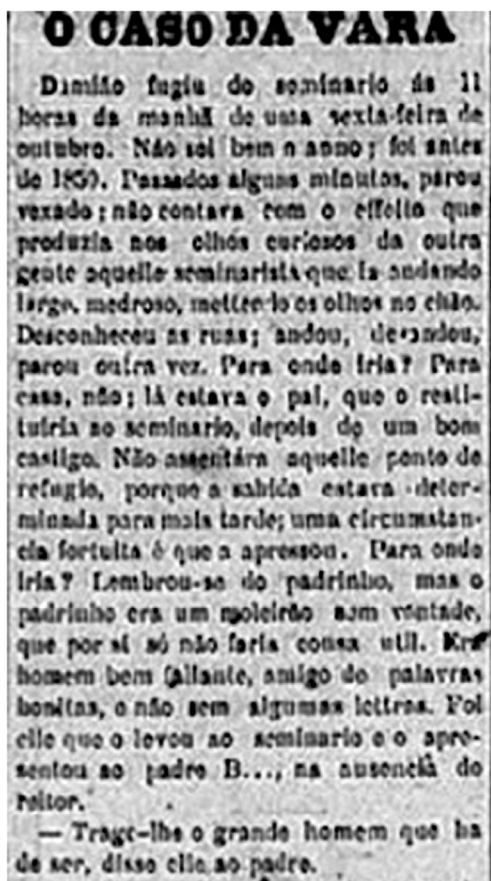 O CASO DA VARA
Damião fugiu do seminario ás 11
horas da manhã de uma sexta-feira de
outubro. Não sei bem o anno; foi antes
de 1850. Passados alguns minutos, parou
vexado; não contava com o effeito que
produzia nos olhos curiosos da outra
gente aquelle seminarista que ia andando
largo, medroso, mettendo os olhos no chão.
Desconheceu as ruas; andou, desandou,
parou outra vez. Para onde iria? Para
casa, não; lá estava o pai, que o resti-
tuiria ao seminario, depois de um bom
castigo. Não assentára aquelle ponto de
refugio, porque a sahida estava deter-
minada para mais tarde; uma circumstan-
cia fortuita é que a apressou. Para onde
iria? Lembrou-se do padrinho, mas o
padrinho era um moleirão sem vontade,
que por si só não faria cousa util. Era
homem bem fallante, amigo de palavras
bonitas, e não sem algumas lettras. Foi
elle que o levou ao seminario e o apre-
sentou ao padre B..., na ausencia do
reitor.
— Trago-lhe o grande homem que ha
de ser, disse elle ao padre.